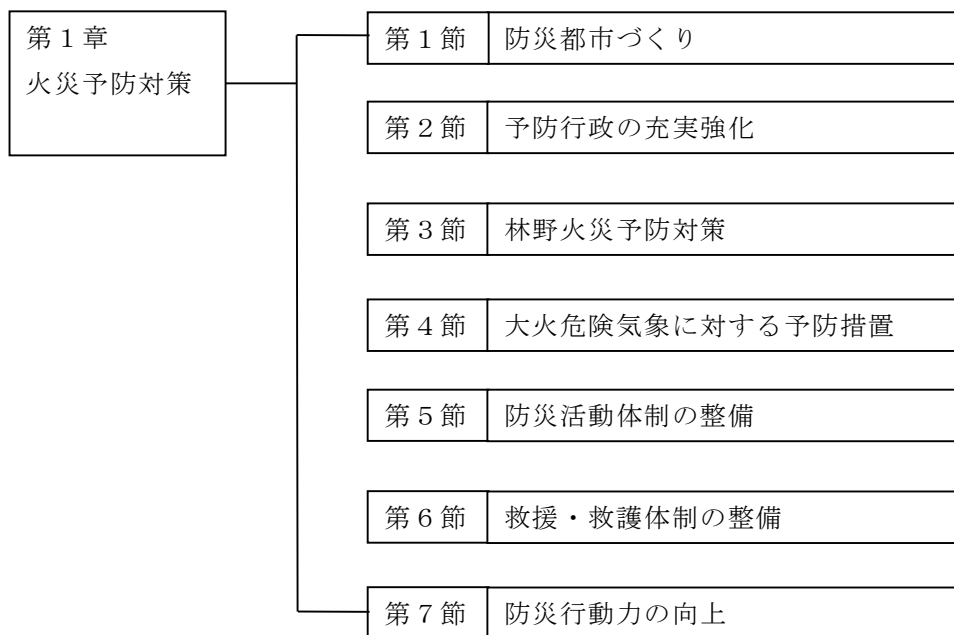 第１章
火災予防対策
第１節 防災都市づくり
第２節 予防行政の充実強化
第３節 林野火災予防対策
第４節 大火危険気象に対する予防措置
第５節 防災活動体制の整備
第６節 救援・救護体制の整備
第７節 防災行動力の向上